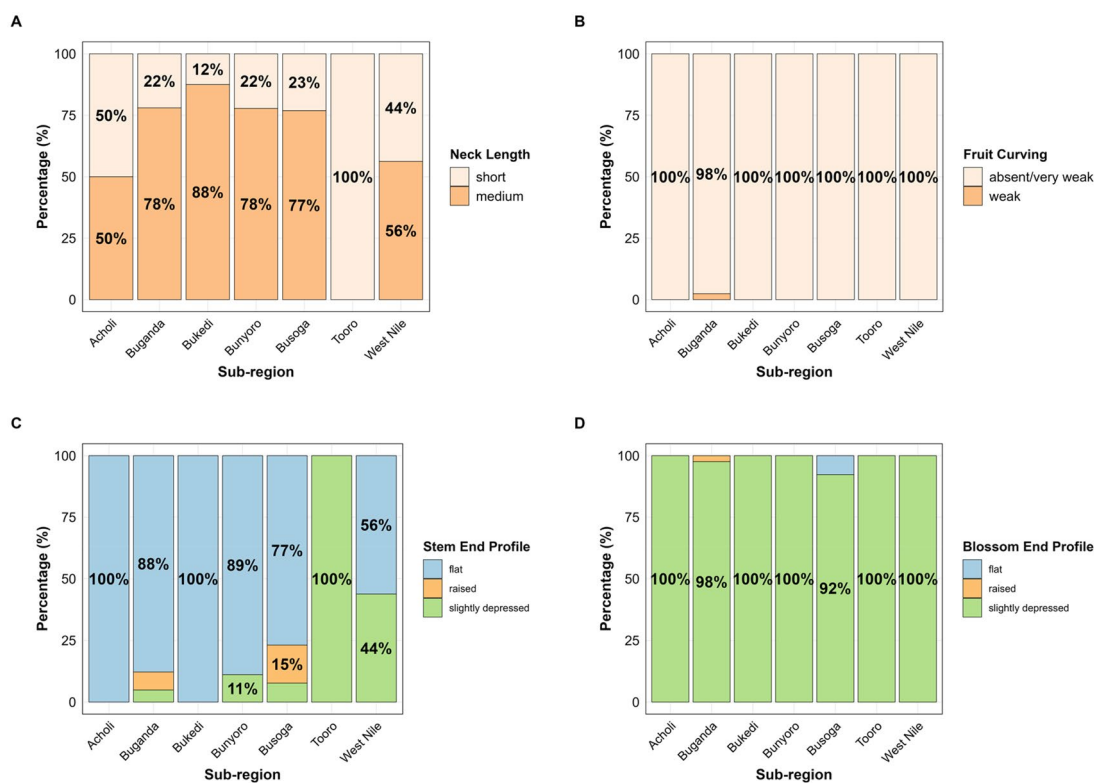 A
100
75
50
25
0
Percentage (%)
50%
50%
22%
78%
12%
88%
22%
78%
23%
77%
100%
44%
56%
Acholi
Buganda
Bukedi
Bunyoro
Busoga
Tooro
West Nile
Sub-region
Neck Length
short
medium
B
100
75
50
25
0
Percentage (%)
100%
98%
100%
100%
100%
100%
100%
Acholi
Buganda
Bukedi
Bunyoro
Busoga
Tooro
West Nile
Sub-region
Fruit Curving
absent/very weak
weak
C
100
75
50
25
0
Percentage (%)
100%
88%
100%
89%
11%
77%
15%
100%
56%
44%
Acholi
Buganda
Bukedi
Bunyoro
Busoga
Tooro
West Nile
Sub-region
Stem End Profile
flat
raised
slightly depressed
D
100
75
50
25
0
Percentage (%)
100%
98%
100%
100%
92%
100%
100%
Acholi
Buganda
Bukedi
Bunyoro
Busoga
Tooro
West Nile
Sub-region
Blossom End Profile
flat
raised
slightly depressed